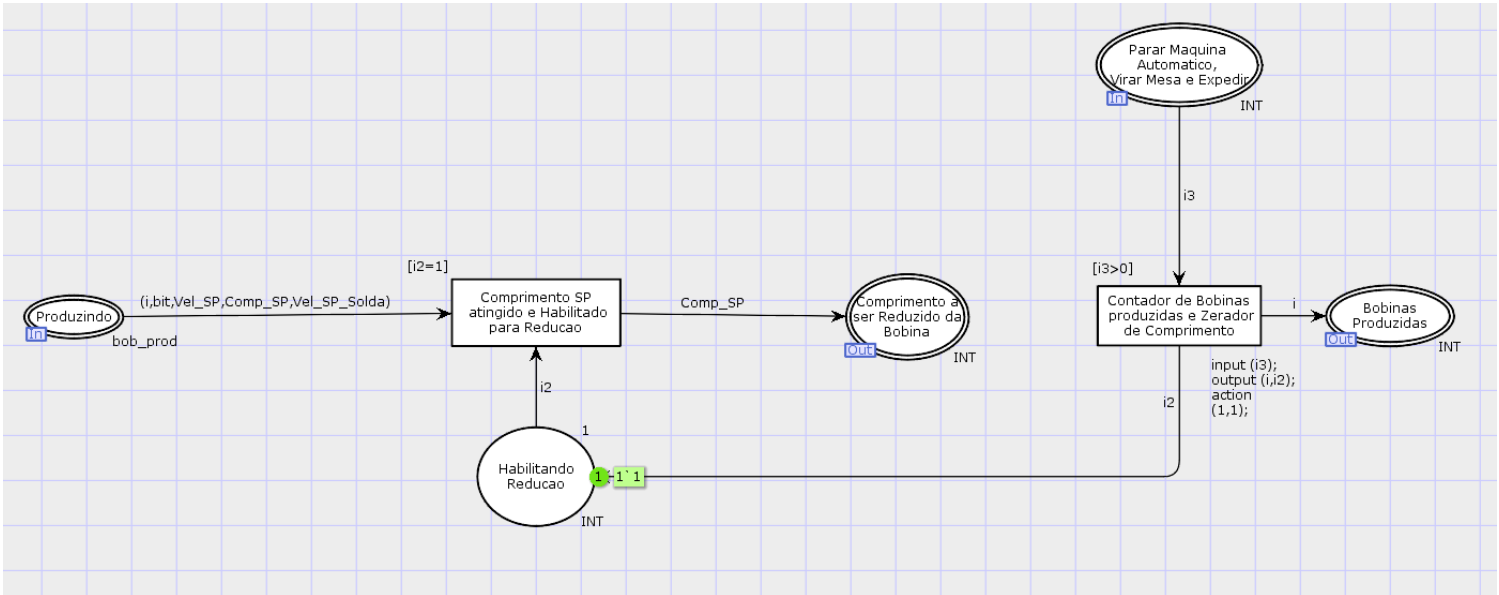 Parar Maquina
Automatico,
Virar Mesa e Expedir
In
INT
i3
[i2=1]
[i3>0]
(i,bit,Vel_SP,Comp_SP,Vel_SP_Solda)
Produzindo
In
bob_prod
Comprimento SP
atingido e Habilitado
para Reducao
Comp_SP
Comprimento a
ser Reduzido da
Bobina
Out
INT
Contador de Bobinas
produzidas e Zerador
de Comprimento
i
Bobinas
Produzidas
Out
INT
input (i3);
output (i,i2);
action
(1,1);
i2
i2
1
Habilitando
Reducao
1
1`1
INT